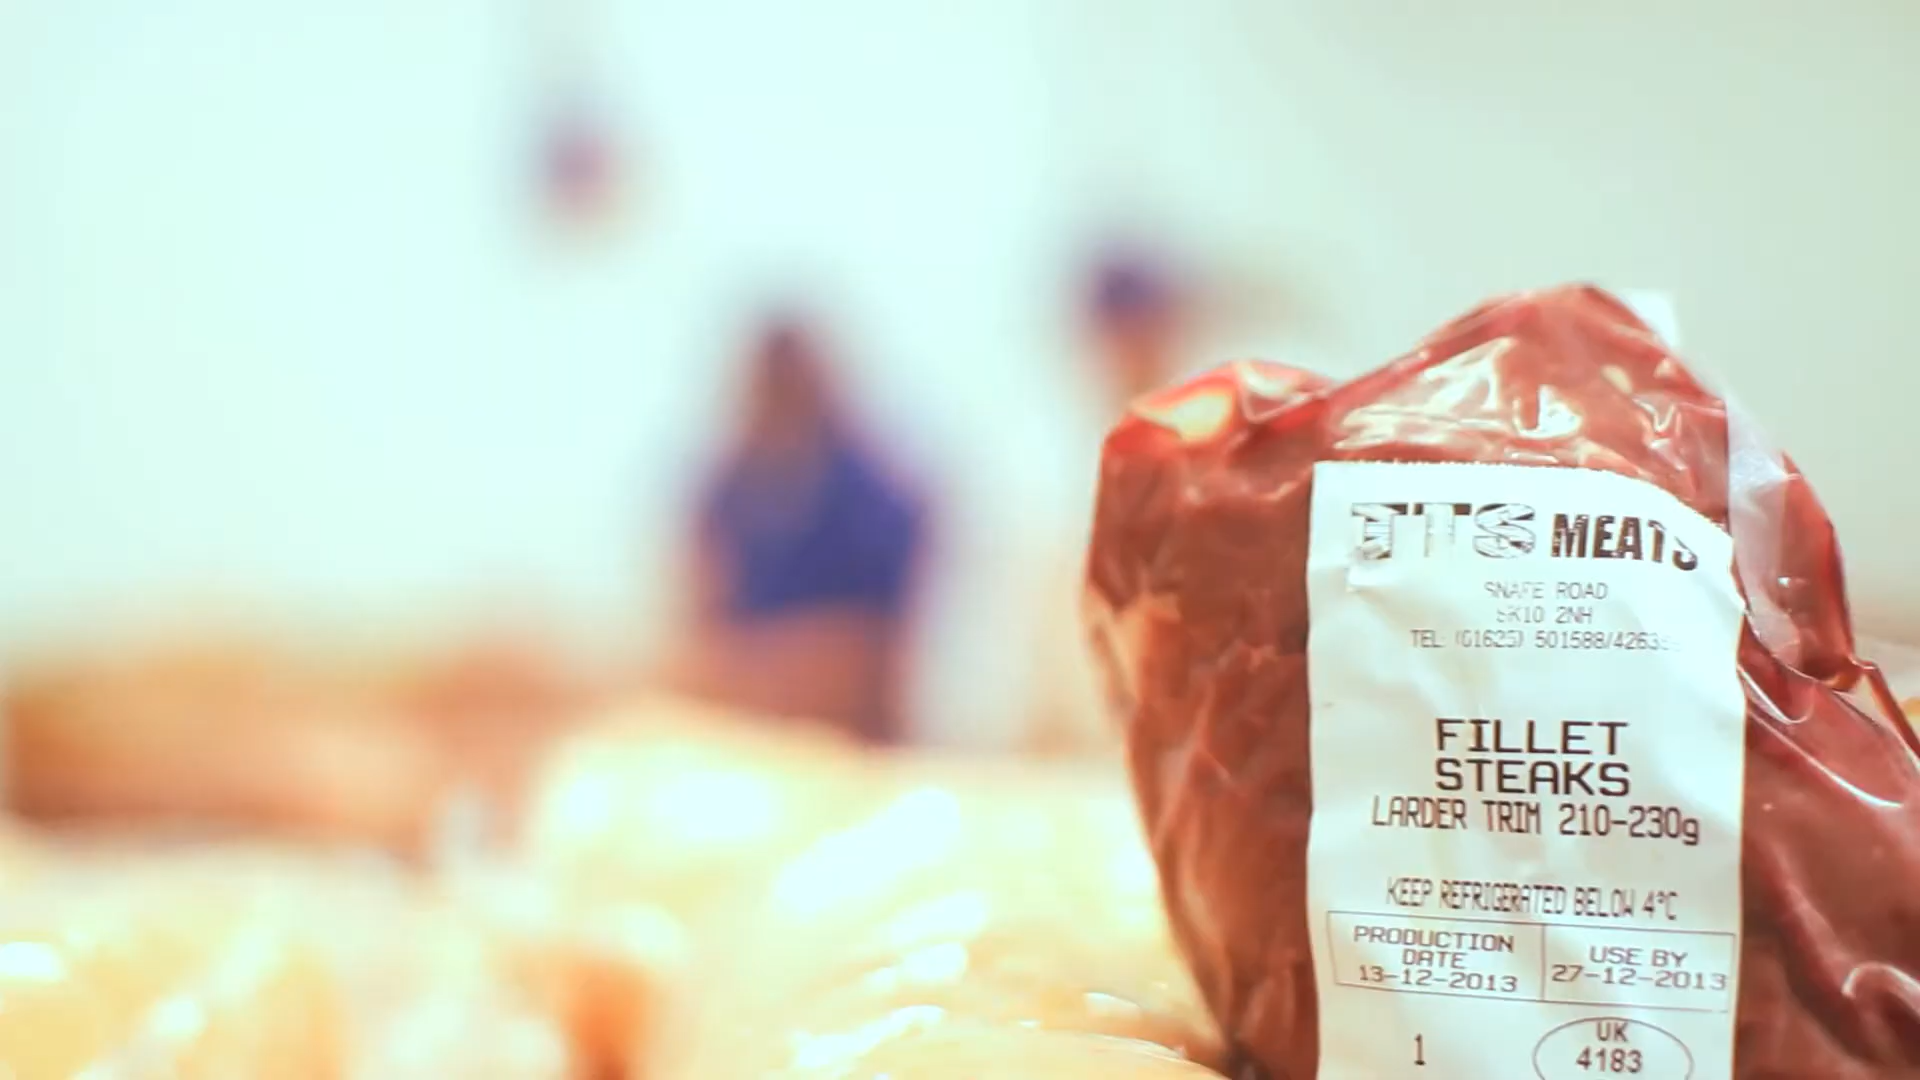 TTS MEATS
ROAD
SK10 2NH
TEL: (01625) 501588/4263
FILLET
STEAKS
LARDER TRIM 210-230g
KEEP REFRIGERATED BELOW 4°C
PRODUCTION DATE
13-12-2013
USE BY
27-12-2013
1
UK
4183